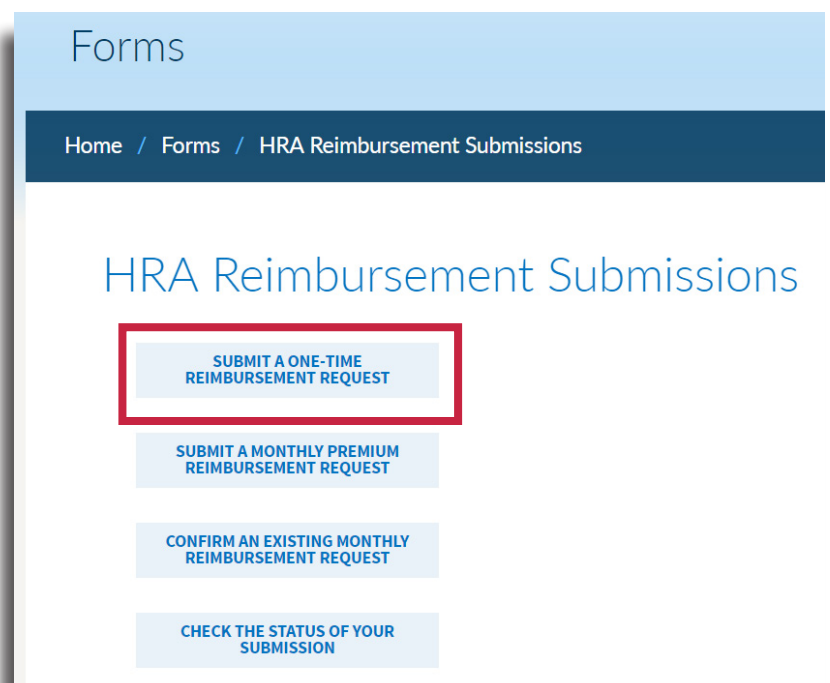 Forms
Home / Forms / HRA Reimbursement Submissions
HRA Reimbursement Submissions
SUBMIT A ONE-TIME
REIMBURSEMENT REQUEST
SUBMIT A MONTHLY PREMIUM
REIMBURSEMENT REQUEST
CONFIRM AN EXISTING MONTHLY
REIMBURSEMENT REQUEST
CHECK THE STATUS OF YOUR
SUBMISSION